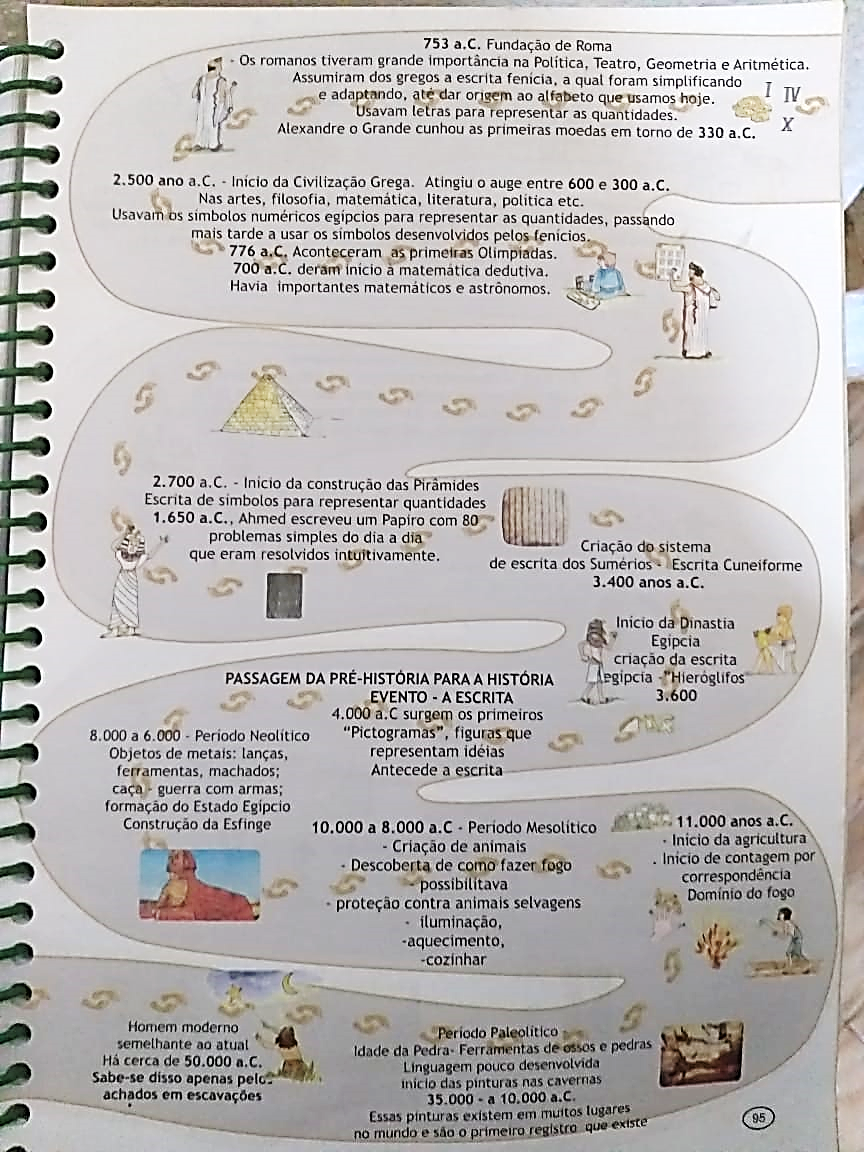 753 a.C. Fundação de Roma
- Os romanos tiveram grande importância na Política, Teatro, Geometria e Aritmética.
Assumiram dos gregos a escrita fenícia, a qual foram simplificando
e adaptando, até dar origem ao alfabeto que usamos hoje.
Usavam letras para representar as quantidades.
Alexandre o Grande cunhou as primeiras moedas em torno de 330 a.C.
I IV
X
2.500 ano a.C. - Início da Civilização Grega. Atingiu o auge entre 600 e 300 a.C.
Nas artes, filosofia, matemática, literatura, politica etc.
Usavam os símbolos numéricos egípcios para representar as quantidades, passando
mais tarde a usar os símbolos desenvolvidos pelos fenícios.
776 a.C. Aconteceram as primeiras Olimpíadas.
700 a.C. deram início à matemática dedutiva.
Havia importantes matemáticos e astrônomos.
2.700 a.C. - Inicio da construção das Pirâmides
Escrita de símbolos para representar quantidades
1.650 a.C., Ahmed escreveu um Papiro com 80
problemas simples do dia a dia
que eram resolvidos intuitivamente.
Criação do sistema
de escrita dos Sumérios - Escrita Cuneiforme
3.400 anos a.C.
Início da Dinastia
Egípcia
criação da escrita
egípcia -"Hieróglifos
3.600
PASSAGEM DA PRÉ-HISTÓRIA PARA A HISTÓRIA
EVENTO - A ESCRITA
4.000 a.C surgem os primeiros
"Pictogramas", figuras que
representam idéias
Antecede a escrita
8.000 a 6.000 - Período Neolítico
Objetos de metais: lanças,
ferramentas, machados;
caça - guerra com armas;
formação do Estado Egípcio
Construção da Esfinge
10.000 a 8.000 a.C - Período Mesolítico
- Criação de animais
- Descoberta de como fazer fogo
possibilitava
- proteção contra animais selvagens
- iluminação,
-aquecimento,
-cozinhar
11.000 anos a.C.
- Início da agricultura
. Início de contagem por
correspondência
Domínio do fogo
Homem moderno
semelhante ao atual
Há cerca de 50.000 a.C.
Sabe-se disso apenas pelos
achados em escavações
Período Paleolítico
Idade da Pedra- Ferramentas de ossos e pedras
Linguagem pouco desenvolvida
início das pinturas nas cavernas
35.000 - a 10.000 a.C.
Essas pinturas existem em muitos lugares
no mundo e são o primeiro registro que existe
95